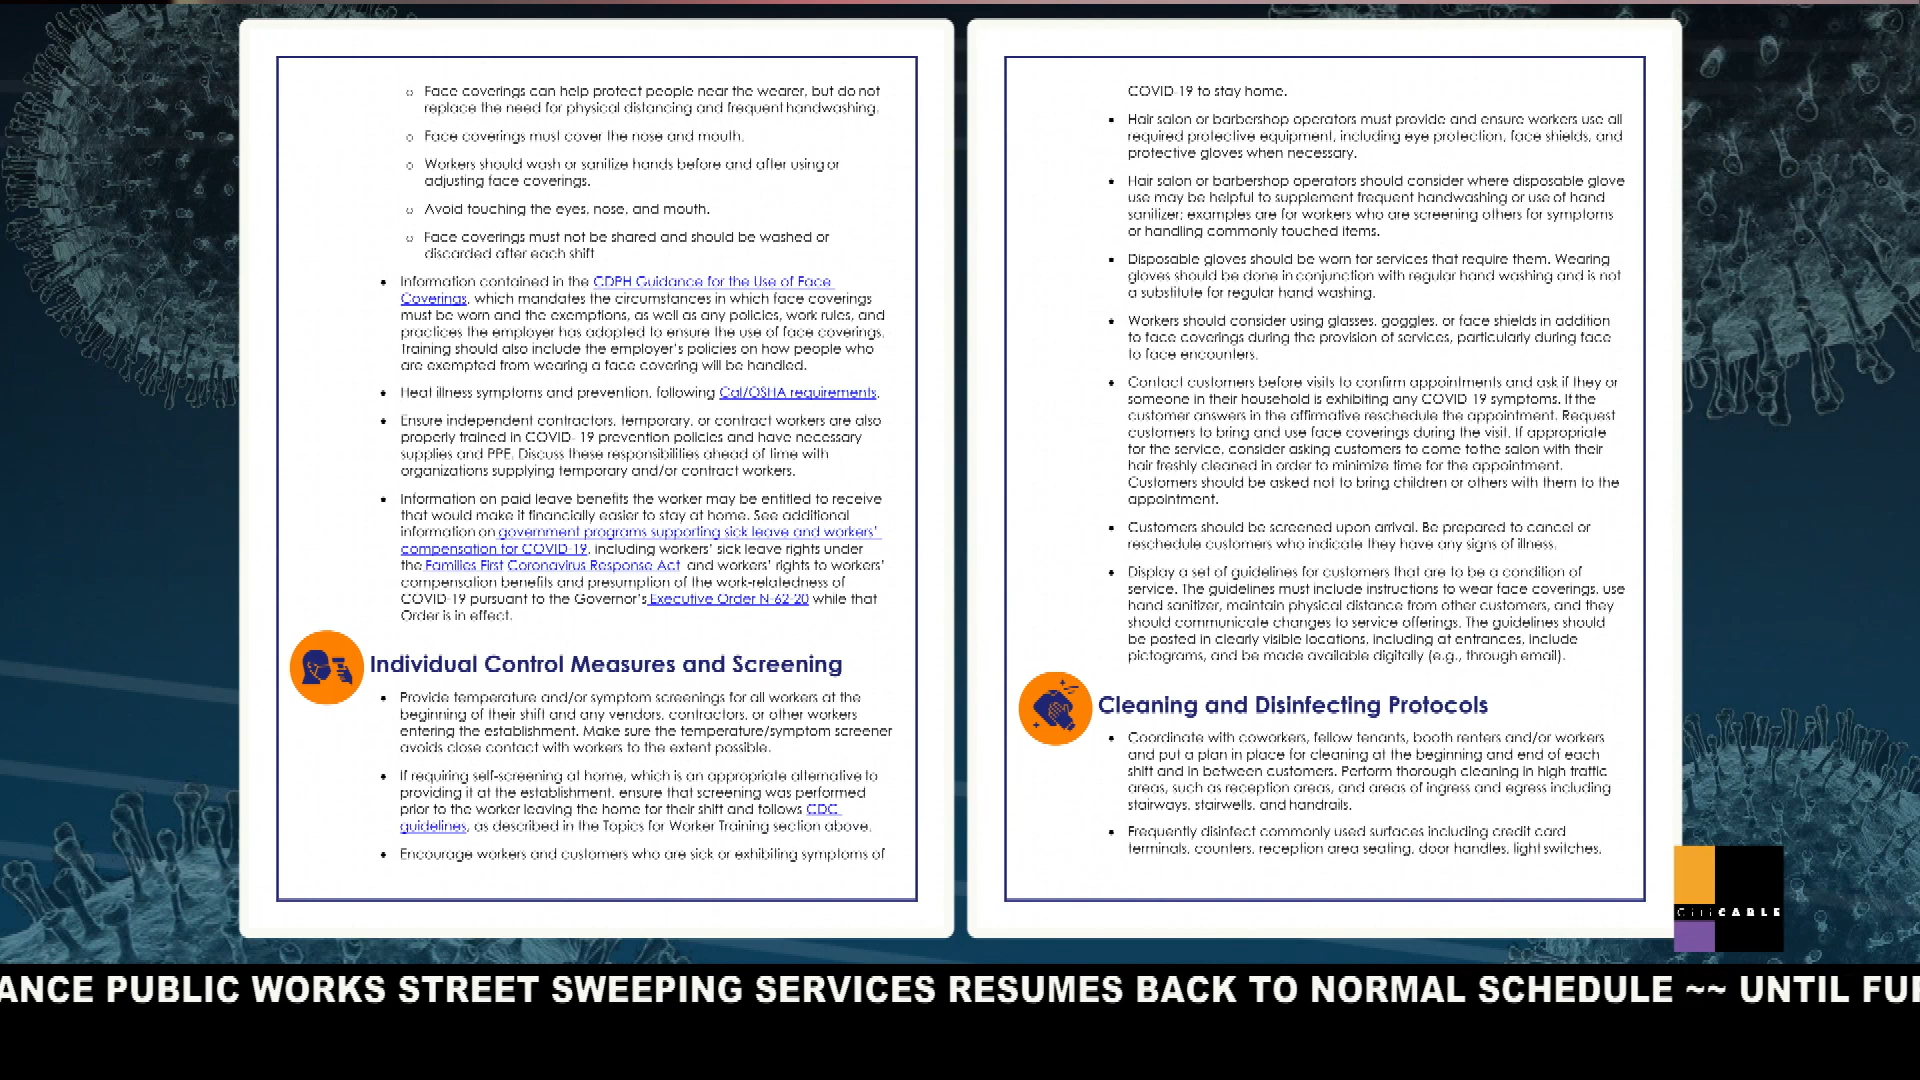 o Face coverings can help protect people near the wearer, but do not
replace the need for physical distancing and frequent handwashing.
o Face coverings must cover the nose and mouth.
o Workers should wash or sanitize hands before and after using or
adjusting face coverings.
o Avoid touching the eyes, nose, and mouth.
o Face coverings must not be shared and should be washed or
discarded after each shift
• Information contained in the CDPH Guidance for the Use of Face
Coverings, which mandates the circumstances in which face coverings
must be worn and the exemptions, as well as any policies, work rules, and
practices the employer has adopted to ensure the use of face coverings.
Training should also include the employer's policies on how people who
are exempted from wearing a face covering will be handled.
• Heat illness symptoms and prevention, following Cal/OSHA requirements.
• Ensure independent contractors, temporary, or contract workers are also
properly trained in COVID- 19 prevention policies and have necessary
supplies and PPE. Discuss these responsibilities ahead of time with
organizations supplying temporary and/or contract workers.
• Information on paid leave benefits the worker may be entitled to receive
that would make it financially easier to stay at home. See additional
information on government programs supporting sick leave and workers'
compensation for COVID-19, including workers' sick leave rights under
the Families First Coronavirus Response Act and workers' rights to workers'
compensation benefits and presumption of the work-relatedness of
COVID-19 pursuant to the Governor's Executive Order N-62-20 while that
Order is in effect.
Individual Control Measures and Screening
• Provide temperature and/or symptom screenings for all workers at the
beginning of their shift and any vendors, contractors, or other workers
entering the establishment. Make sure the temperature/symptom screener
avoids close contact with workers to the extent possible.
• If requiring self-screening at home, which is an appropriate alternative to
providing it at the establishment, ensure that screening was performed
prior to the worker leaving the home for their shift and follows CDC
guidelines, as described in the Topics for Worker Training section above.
• Encourage workers and customers who are sick or exhibiting symptoms of
COVID-19 to stay home.
• Hair salon or barbershop operators must provide and ensure workers use all
required protective equipment, including eye protection, face shields, and
protective gloves when necessary.
• Hair salon or barbershop operators should consider where disposable glove
use may be helpful to supplement frequent handwashing or use of hand
sanitizer; examples are for workers who are screening others for symptoms
or handling commonly touched items.
• Disposable gloves should be worn for services that require them. Wearing
gloves should be done in conjunction with regular hand washing and is not
a substitute for regular hand washing.
• Workers should consider using glasses, goggles, or face shields in addition
to face coverings during the provision of services, particularly during face
to face encounters.
• Contact customers before visits to confirm appointments and ask if they or
someone in their household is exhibiting any COVID 19 symptoms. If the
customer answers in the affirmative reschedule the appointment. Request
customers to bring and use face coverings during the visit. If appropriate
for the service, consider asking customers to come to the salon with their
hair freshly cleaned in order to minimize time for the appointment.
Customers should be asked not to bring children or others with them to the
appointment.
• Customers should be screened upon arrival. Be prepared to cancel or
reschedule customers who indicate they have any signs of illness.
• Display a set of guidelines for customers that are to be a condition of
service. The guidelines must include instructions to wear face coverings, use
hand sanitizer, maintain physical distance from other customers, and they
should communicate changes to service offerings. The guidelines should
be posted in clearly visible locations, including at entrances, include
pictograms, and be made available digitally (e.g., through email).
Cleaning and Disinfecting Protocols
• Coordinate with coworkers, fellow tenants, booth renters and/or workers
and put a plan in place for cleaning at the beginning and end of each
shift and in between customers. Perform thorough cleaning in high traffic
areas, such as reception areas, and areas of ingress and egress including
stairways, stairwells, and handrails.
• Frequently disinfect commonly used surfaces including credit card
terminals, counters, reception area seating, door handles, light switches,
CITICABLE
ANCE PUBLIC WORKS STREET SWEEPING SERVICES RESUMES BACK TO NORMAL SCHEDULE ~~ UNTIL FUR